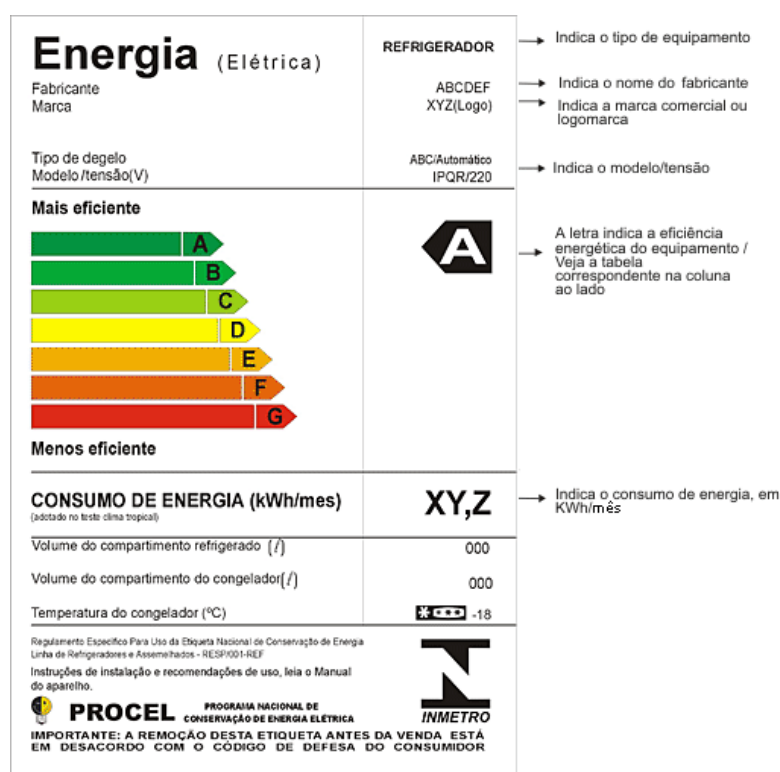 Energia (Elétrica)
REFRIGERADOR
Indica o tipo de equipamento
Fabricante
ABCDEF
Indica o nome do fabricante
Marca
XYZ(Logo)
Indica a marca comercial ou
logomarca
Tipo de degelo
ABC/Automático
Modelo/tensão(V)
IPQR/220
Indica o modelo/tensão
Mais eficiente
A
B
C
D
E
F
G
A
A letra indica a eficiência
energética do equipamento /
Veja a tabela
correspondente na coluna
ao lado
Menos eficiente
CONSUMO DE ENERGIA (kWh/mes)
(adotado no teste clima tropical)
XY,Z
Indica o consumo de energia, em
KWh/mês
Volume do compartimento refrigerado (l)
000
Volume do compartimento do congelador(l)
000
Temperatura do congelador (ºC)
-18
Regulamento Específico Para Uso da Etiqueta Nacional de Conservação de Energia
Linha de Refrigeradores e Assemelhados - RESP/001-REF
Instruções de instalação e recomendações de uso, leia o Manual
do aparelho.
PROCEL
PROGRAMA NACIONAL DE
CONSERVAÇÃO DE ENERGIA ELÉTRICA
INMETRO
IMPORTANTE: A REMOÇÃO DESTA ETIQUETA ANTES DA VENDA ESTÁ
EM DESACORDO COM O CÓDIGO DE DEFESA DO CONSUMIDOR